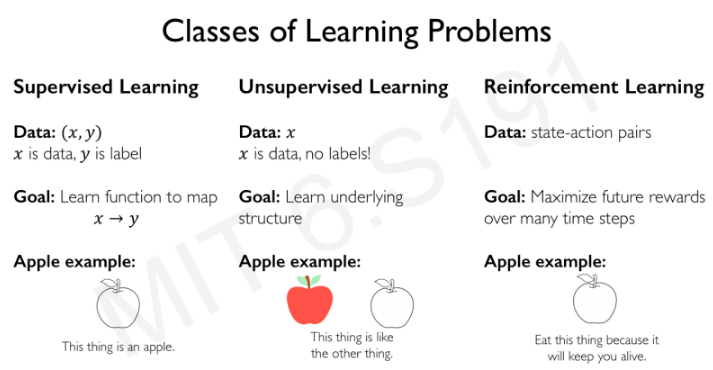 Classes of Learning Problems
Supervised Learning
Data: (x, y)
x is data, y is label
Goal: Learn function to map
x → y
Apple example:
This thing is an apple.
Unsupervised Learning
Data: x
x is data, no labels!
Goal: Learn underlying
structure
Apple example:
This thing is like
the other thing.
Reinforcement Learning
Data: state-action pairs
Goal: Maximize future rewards
over many time steps
Apple example:
Eat this thing because it
will keep you alive.
MIT 6.S191